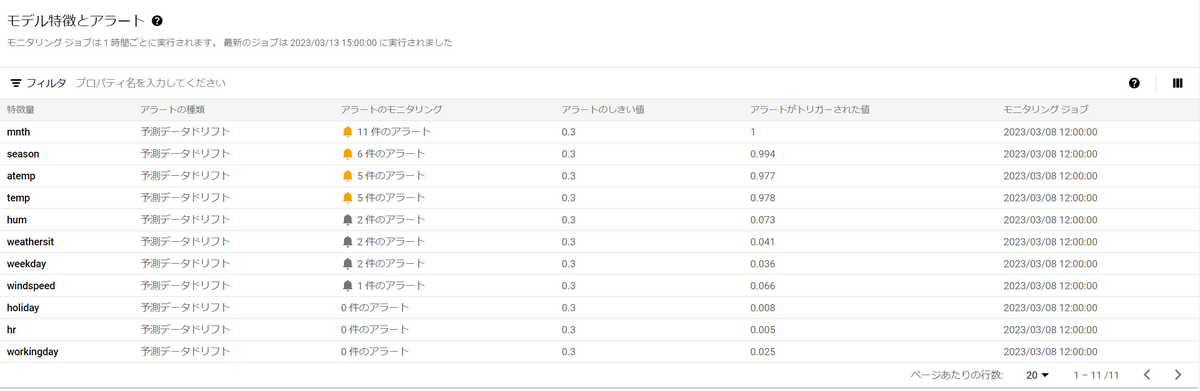 モデル特徴とアラート
モニタリング ジョブは 1 時間ごとに実行されます。 最新のジョブは 2023/03/13 15:00:00 に実行されました
フィルタ プロパティ名を入力してください
特徴量 アラートの種類 アラートのモニタリング アラートのしきい値 アラートがトリガーされた値 モニタリング ジョブ
mnth 予測データドリフト 11 件のアラート 0.3 1 2023/03/08 12:00:00
season 予測データドリフト 6 件のアラート 0.3 0.994 2023/03/08 12:00:00
atemp 予測データドリフト 5 件のアラート 0.3 0.977 2023/03/08 12:00:00
temp 予測データドリフト 5 件のアラート 0.3 0.978 2023/03/08 12:00:00
hum 予測データドリフト 2 件のアラート 0.3 0.073 2023/03/08 12:00:00
weathersit 予測データドリフト 2 件のアラート 0.3 0.041 2023/03/08 12:00:00
weekday 予測データドリフト 2 件のアラート 0.3 0.036 2023/03/08 12:00:00
windspeed 予測データドリフト 1 件のアラート 0.3 0.066 2023/03/08 12:00:00
holiday 予測データドリフト 0 件のアラート 0.3 0.008 2023/03/08 12:00:00
hr 予測データドリフト 0 件のアラート 0.3 0.005 2023/03/08 12:00:00
workingday 予測データドリフト 0 件のアラート 0.3 0.025 2023/03/08 12:00:00
ページあたりの行数: 20 1 – 11 /11